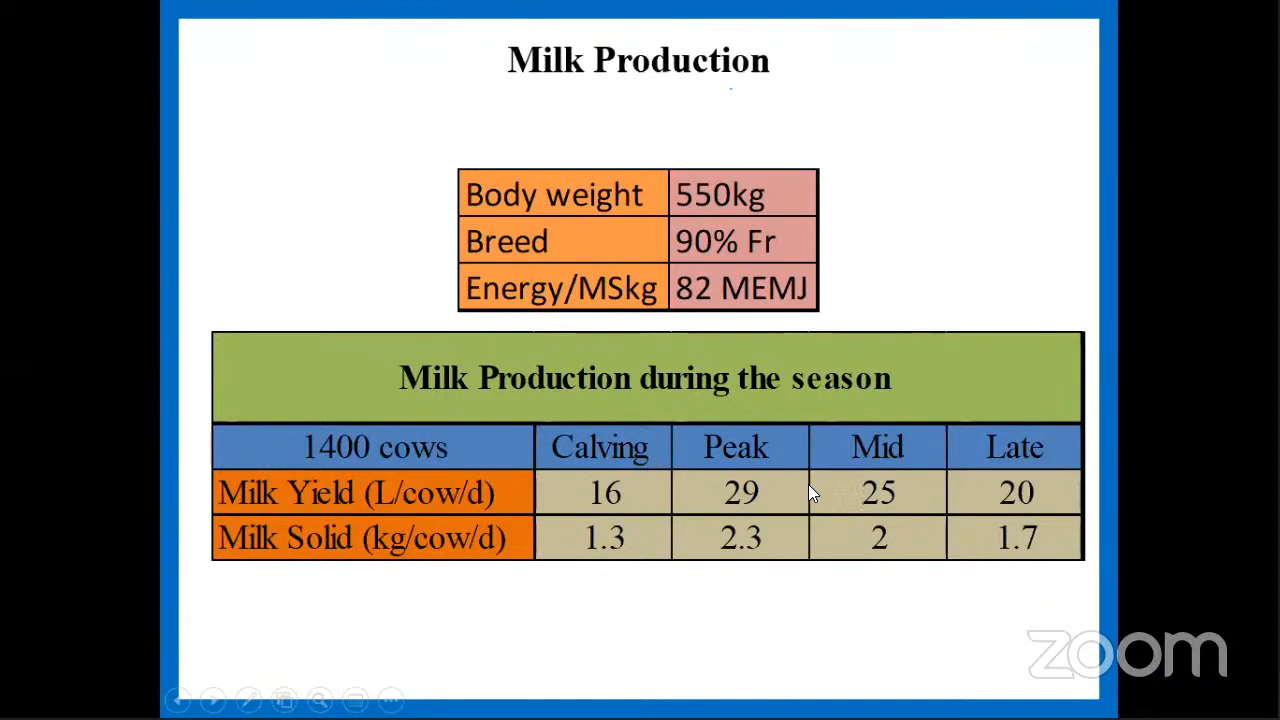 Milk Production
Body weight 550kg
Breed 90% Fr
Energy/MSkg 82 MEMJ
Milk Production during the season
1400 cows Calving Peak Mid Late
Milk Yield (L/cow/d) 16 29 25 20
Milk Solid (kg/cow/d) 1.3 2.3 2 1.7
zoom